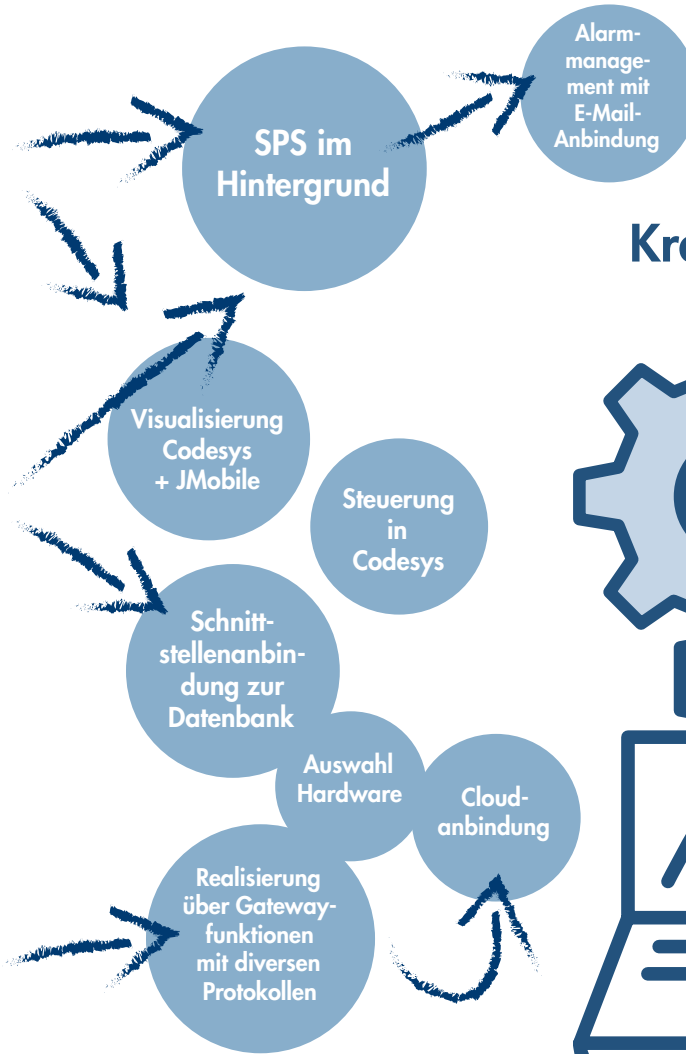 Alarm-
manage-
ment mit
E-Mail-
Anbindung
SPS im
Hintergrund
Visualisierung
Codesys
+ JMobile
Steuerung
in
Codesys
Schnitt-
stellenanbin-
dung zur
Datenbank
Auswahl
Hardware
Cloud-
anbindung
Realisierung
über Gateway-
funktionen
mit diversen
Protokollen